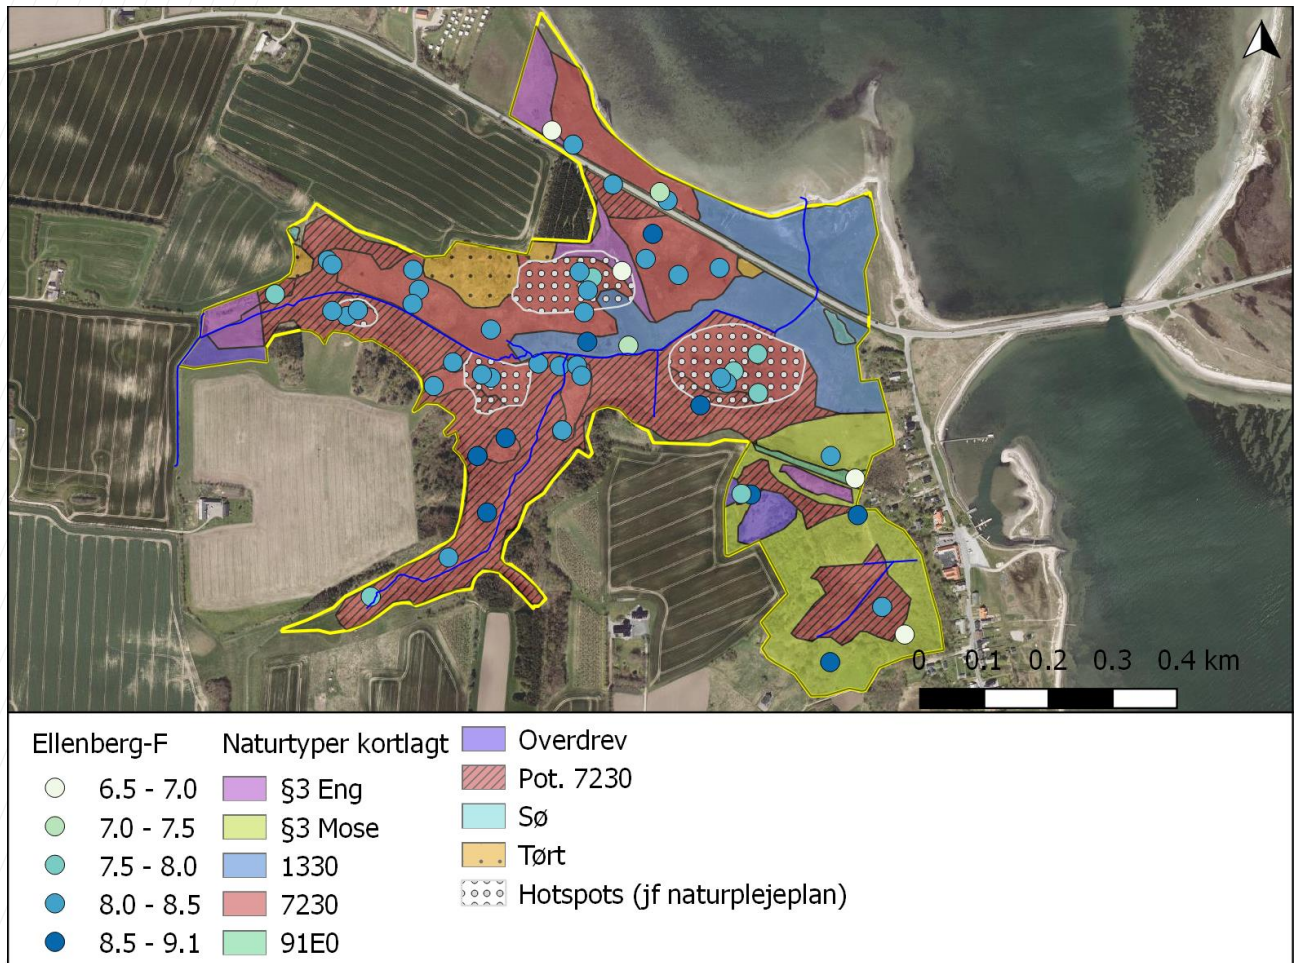 0 0.1 0.2 0.3 0.4 km
Ellenberg-F
6.5 - 7.0
7.0 - 7.5
7.5 - 8.0
8.0 - 8.5
8.5 - 9.1
Naturtyper kortlagt
§3 Eng
§3 Mose
1330
7230
91E0
Overdrev
Pot. 7230
Sø
Tørt
Hotspots (jf naturplejeplan)